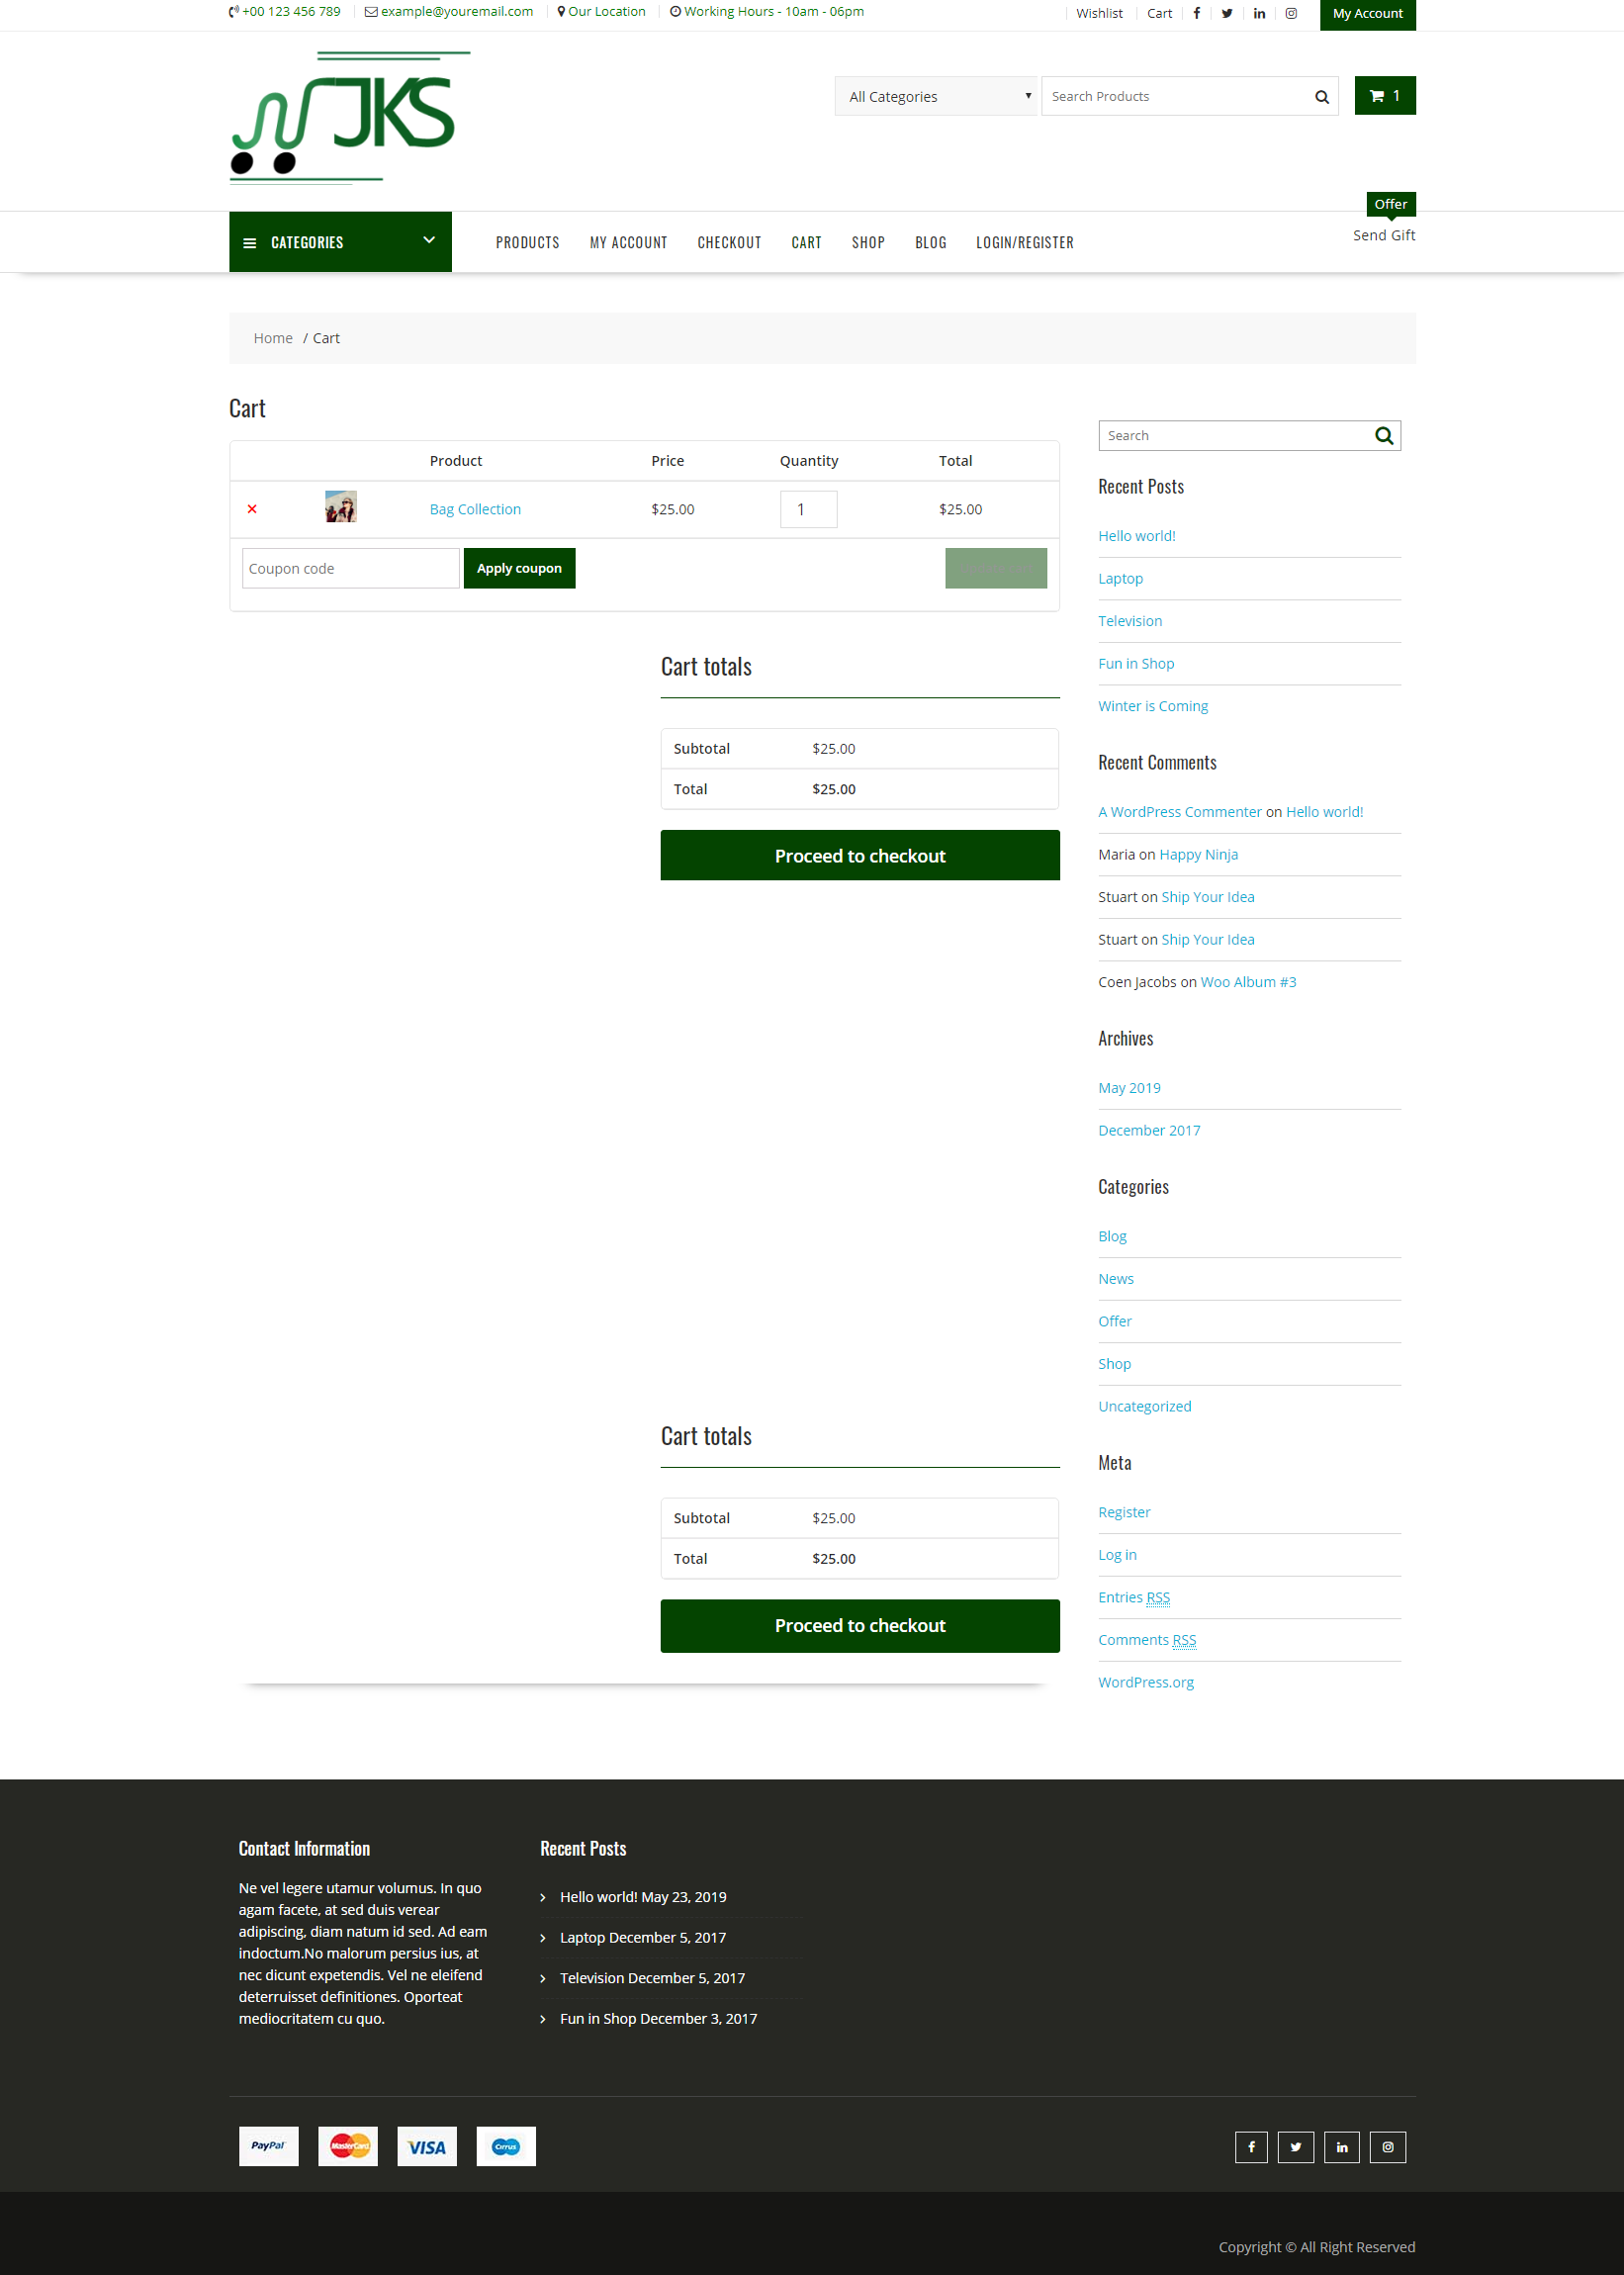 +00 123 456 789
example@youremail.com
Our Location
Working Hours - 10am - 06pm
Wishlist
Cart
My Account
JKS
All Categories
Search Products
1
Offer
Send Gift
CATEGORIES
PRODUCTS
MY ACCOUNT
CHECKOUT
CART
SHOP
BLOG
LOGIN/REGISTER
Home / Cart
Cart
Product Price Quantity Total
× Bag Collection $25.00 1 $25.00
Coupon code
Apply coupon
Cart totals
Subtotal $25.00
Total $25.00
Proceed to checkout
Cart totals
Subtotal $25.00
Total $25.00
Proceed to checkout
Search
Recent Posts
Hello world!
Laptop
Television
Fun in Shop
Winter is Coming
Recent Comments
A WordPress Commenter on Hello world!
Maria on Happy Ninja
Stuart on Ship Your Idea
Stuart on Ship Your Idea
Coen Jacobs on Woo Album #3
Archives
May 2019
December 2017
Categories
Blog
News
Offer
Shop
Uncategorized
Meta
Register
Log in
Entries RSS
Comments RSS
WordPress.org
Contact Information
Ne vel legere utamur volumus. In quo
agam facete, at sed duis verear
adipiscing, diam natum id sed. Ad eam
indoctum.No malorum persius ius, at
nec dicunt expetendis. Vel ne eleifend
deterruisset definitiones. Oporteat
mediocritatem cu quo.
Recent Posts
Hello world! May 23, 2019
Laptop December 5, 2017
Television December 5, 2017
Fun in Shop December 3, 2017
PayPal
MasterCard
VISA
Cirrus
Copyright © All Right Reserved